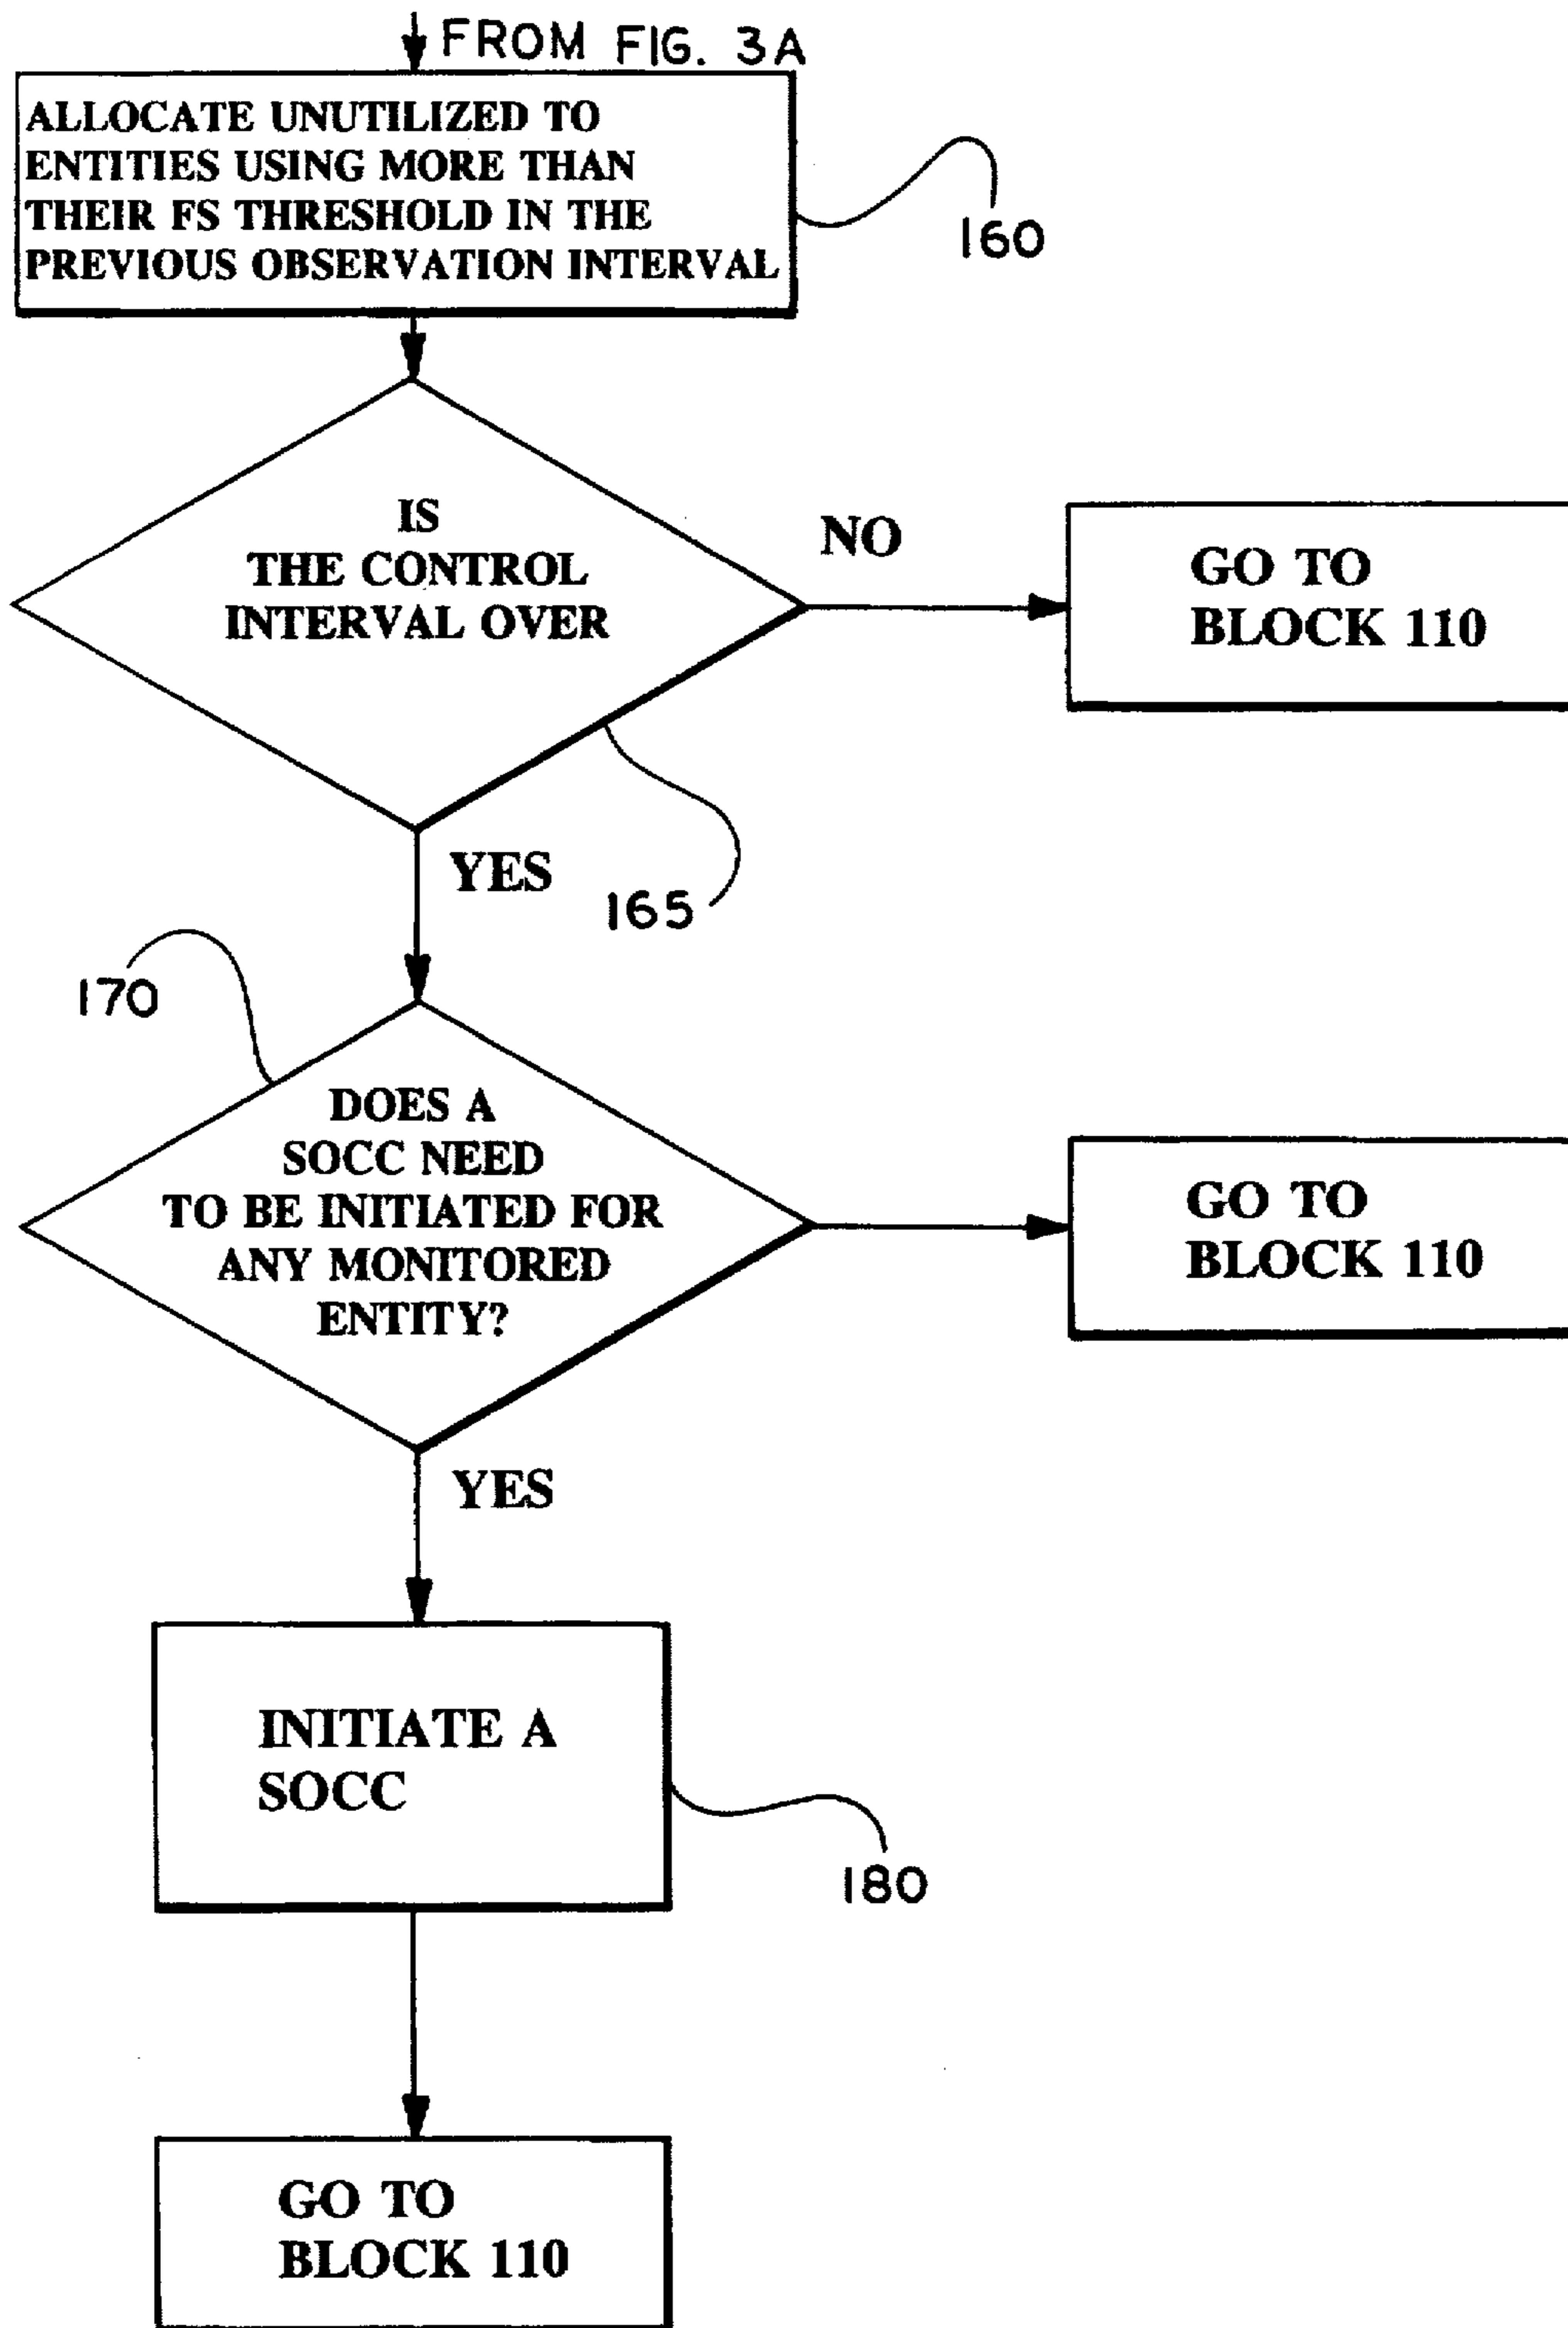 FROM FIG. 3A
ALLOCATE UNUTILIZED TO
ENTITIES USING MORE THAN
THEIR FS THRESHOLD IN THE
PREVIOUS OBSERVATION INTERVAL
160
IS
THE CONTROL
INTERVAL OVER
NO
GO TO
BLOCK 110
YES
165
170
DOES A
SOCC NEED
TO BE INITIATED FOR
ANY MONITORED
ENTITY?
GO TO
BLOCK 110
YES
INITIATE A
SOCC
180
GO TO
BLOCK 110